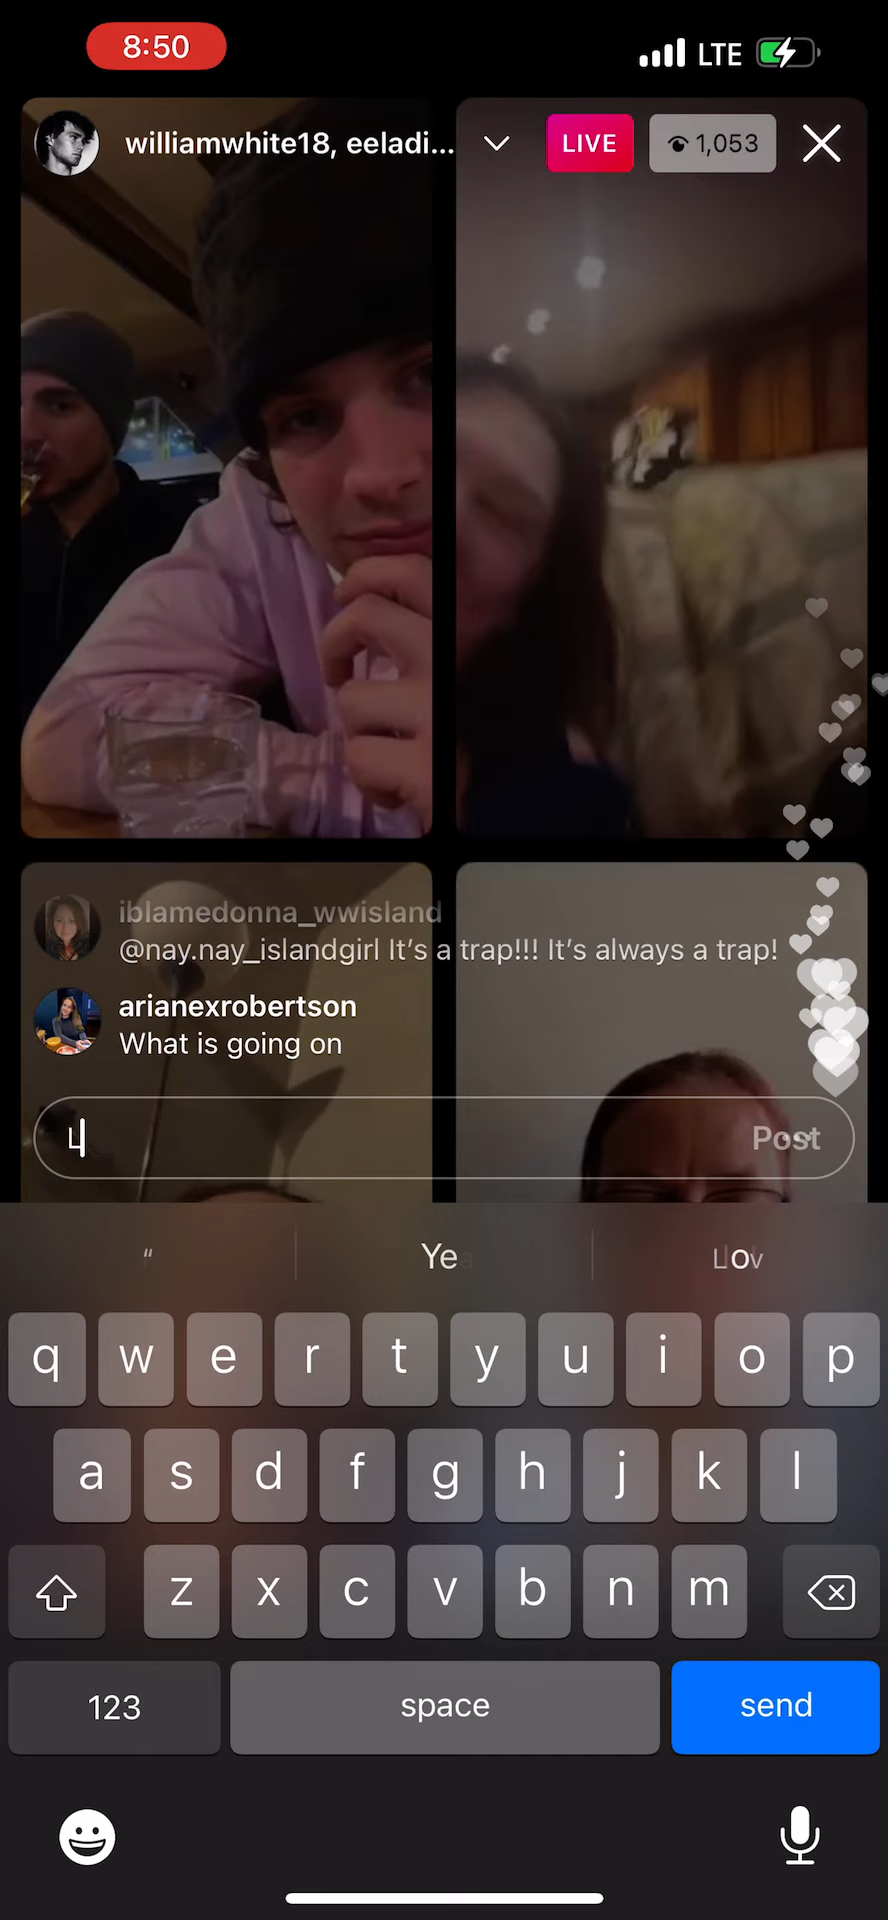 8:50
LTE
williamwhite18, eeladi...
LIVE
1,053
iblamedonna_wwisland
@nay.nay_islandgirl It's a trap!!! It's always a trap!
arianexrobertson
What is going on
Post
“
Ye
Lov
q w e r t y u i o p
a s d f g h j k l
z x c v b n m
123
space
send